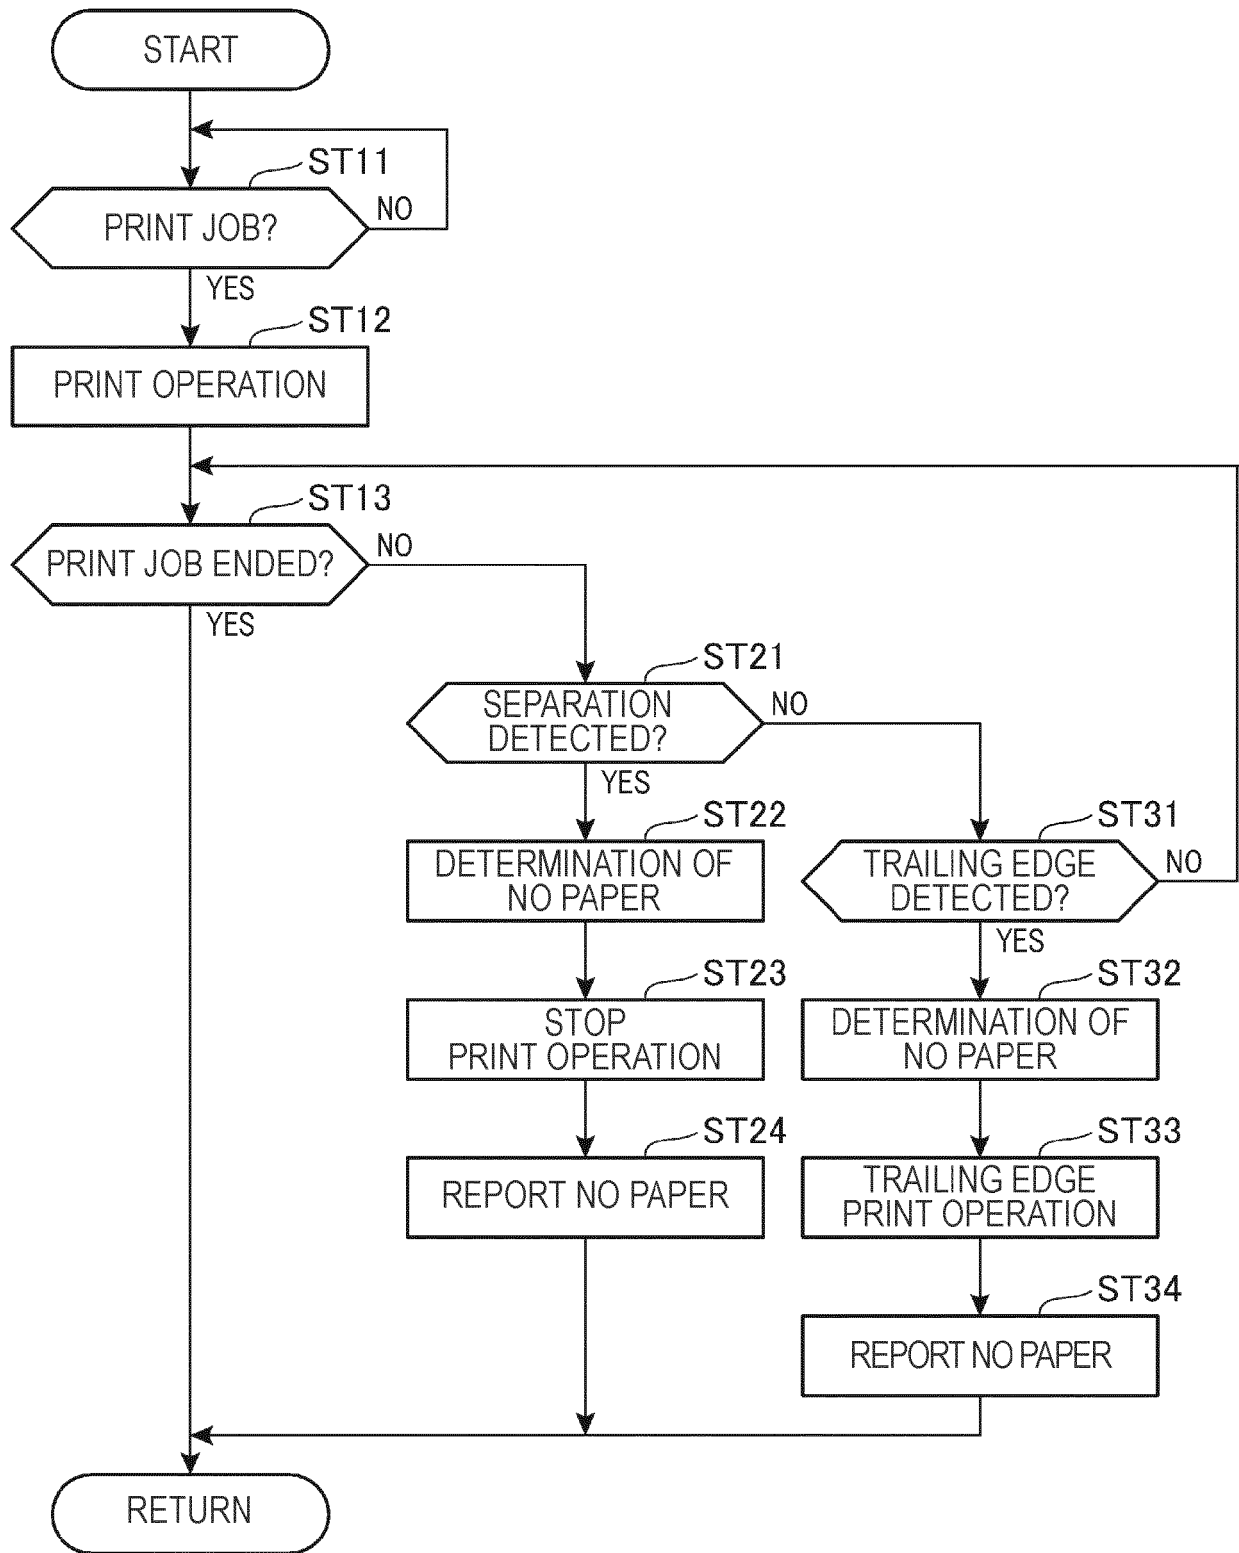 START
ST11
PRINT JOB?
NO
YES
ST12
PRINT OPERATION
ST13
PRINT JOB ENDED?
NO
YES
ST21
SEPARATION
DETECTED?
NO
YES
ST22
DETERMINATION OF
NO PAPER
ST23
STOP
PRINT OPERATION
ST24
REPORT NO PAPER
ST31
TRAILING EDGE
DETECTED?
NO
YES
ST32
DETERMINATION OF
NO PAPER
ST33
TRAILING EDGE
PRINT OPERATION
ST34
REPORT NO PAPER
RETURN